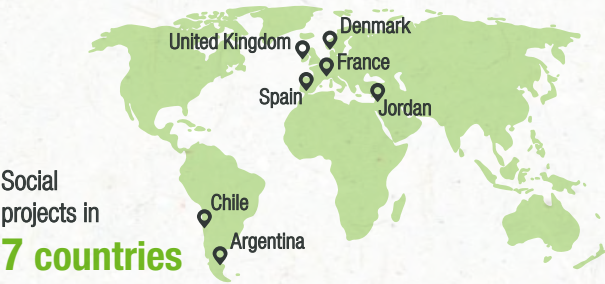 Denmark
United Kingdom
France
Spain
Jordan
Social
projects in
7 countries
Chile
Argentina